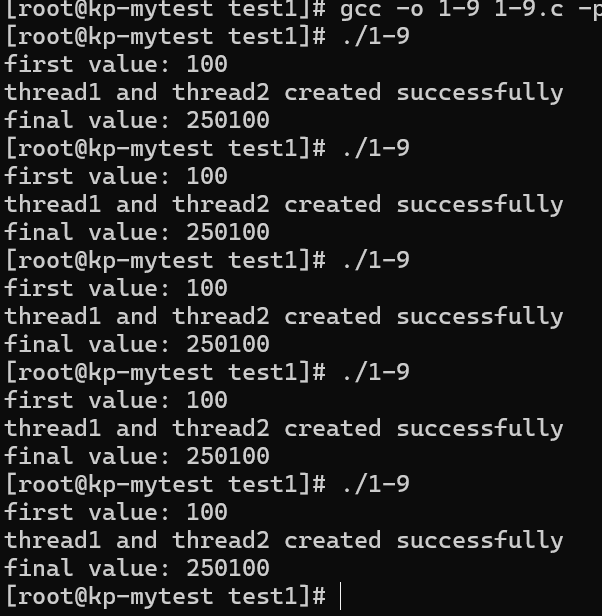 [root@kp-mytest test1]# gcc -o 1-9 1-9.c -p
[root@kp-mytest test1]# ./1-9
first value: 100
thread1 and thread2 created successfully
final value: 250100
[root@kp-mytest test1]# ./1-9
first value: 100
thread1 and thread2 created successfully
final value: 250100
[root@kp-mytest test1]# ./1-9
first value: 100
thread1 and thread2 created successfully
final value: 250100
[root@kp-mytest test1]# ./1-9
first value: 100
thread1 and thread2 created successfully
final value: 250100
[root@kp-mytest test1]# ./1-9
first value: 100
thread1 and thread2 created successfully
final value: 250100
[root@kp-mytest test1]#